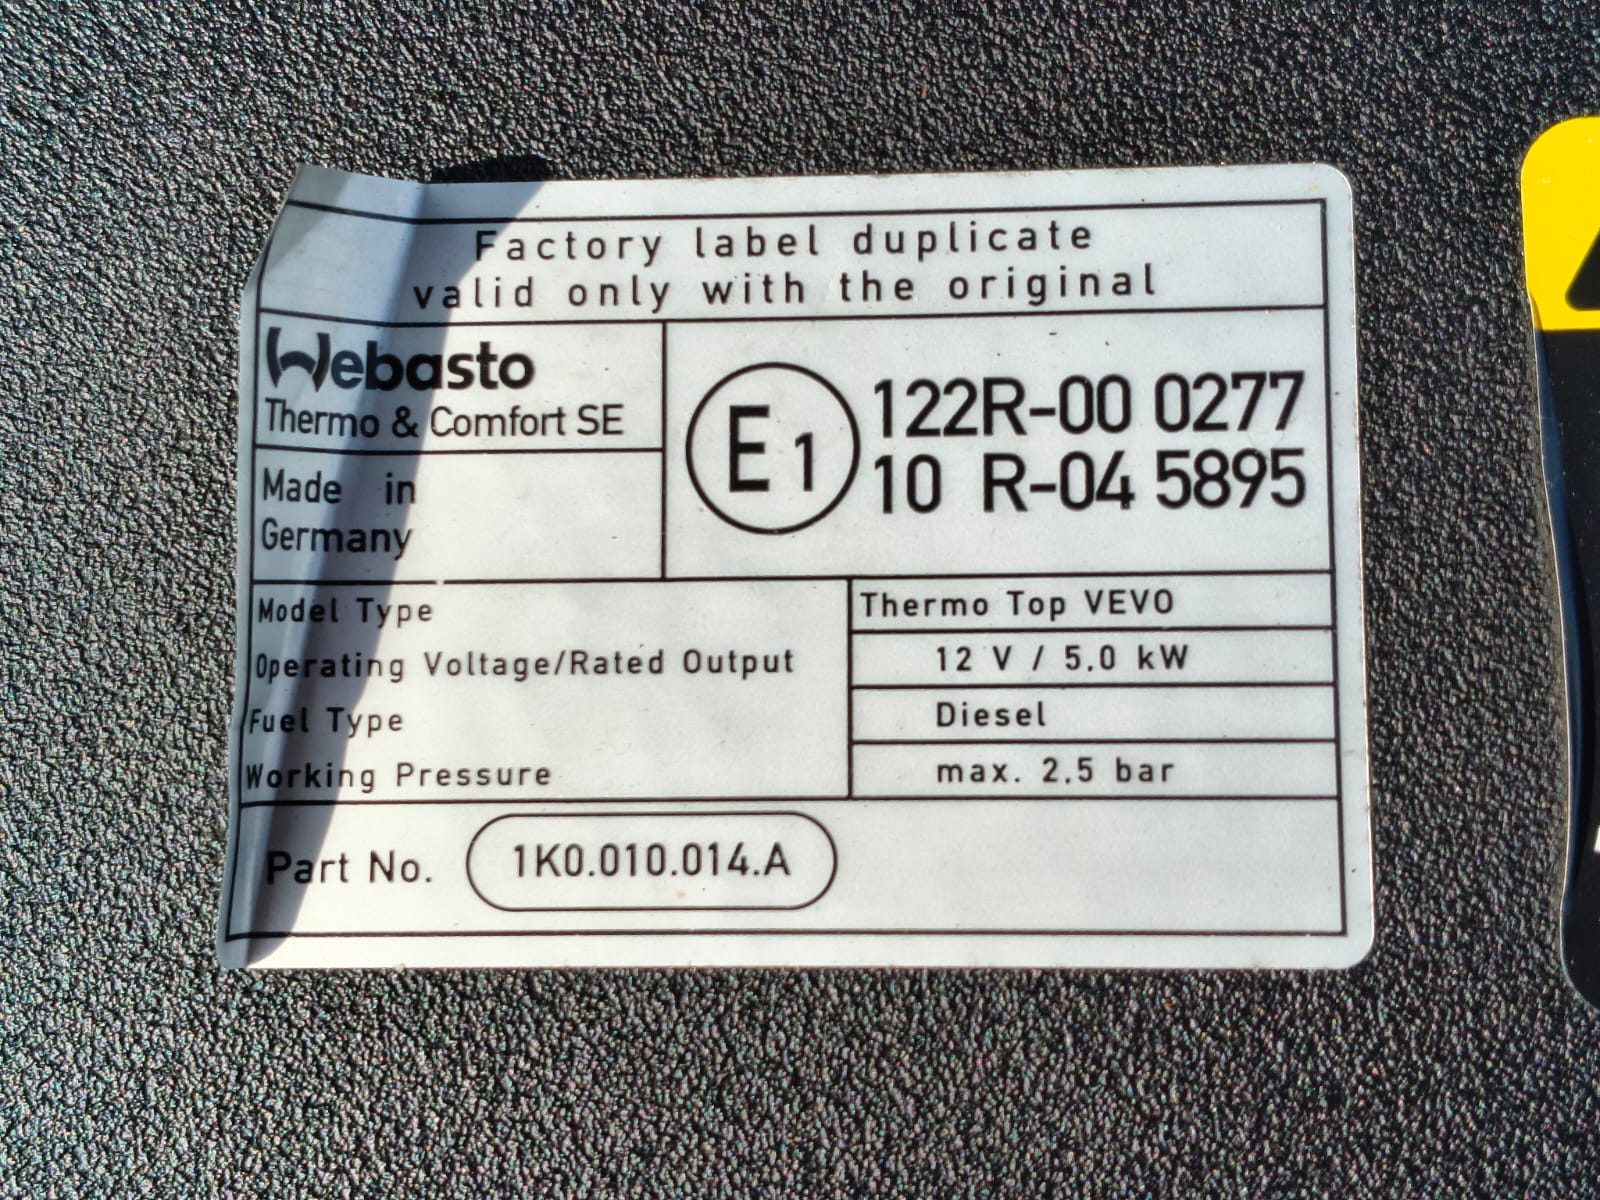 Factory label duplicate
valid only with the original
Webasto
Thermo & Comfort SE
Made in
Germany
E1
122R-00 0277
10 R-04 5895
Model Type
Thermo Top VEVO
Operating Voltage/Rated Output
12 V / 5.0 kW
Fuel Type
Diesel
Working Pressure
max. 2.5 bar
Part No.
1K0.010.014.A